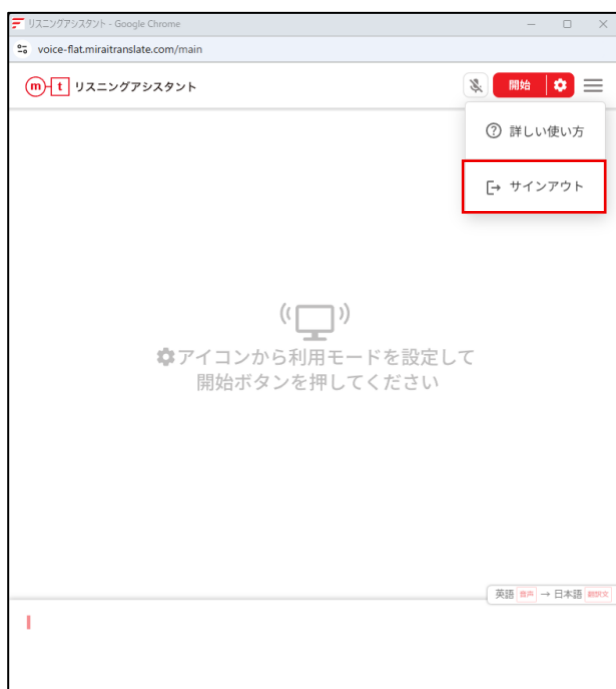 リスニングアシスタント - Google Chrome
voice-flat.miraitranslate.com/main
m t リスニングアシスタント
開始
詳しい使い方
サインアウト
アイコンから利用モードを設定して
開始ボタンを押してください
英語 音声 → 日本語 翻訳文